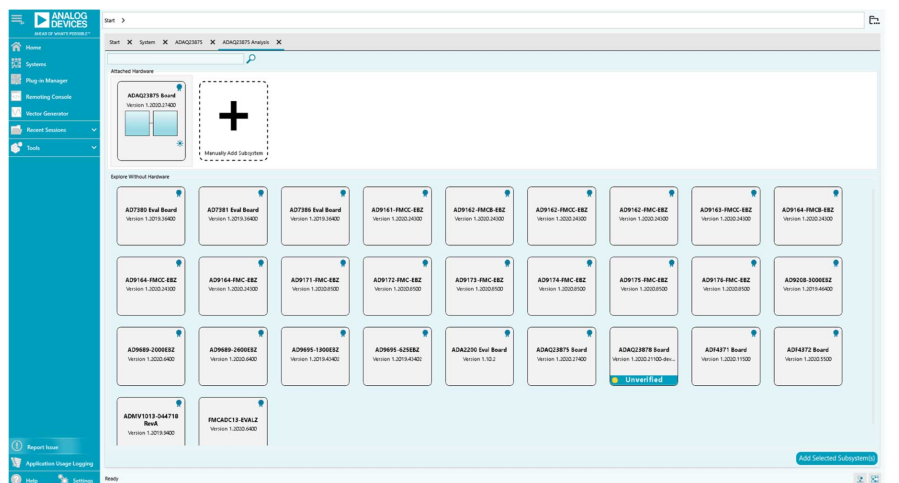 ANALOG
DEVICES
AHEAD OF WHAT'S POSSIBLE™
Start >
Home
Systems
Plug-in Manager
Remoting Console
Vector Generator
Recent Sessions
Tools
Report Issue
Application Usage Logging
Help Settings
Start X System X ADAQ23875 X ADAQ23875 Analysis X
Attached Hardware
ADAQ23875 Board
Version 1.2020.27400
Manually Add Subsystem
Explore Without Hardware
AD7380 Eval Board
Version 1.2019.36400
AD7381 Eval Board
Version 1.2019.36400
AD7386 Eval Board
Version 1.2019.36400
AD9161-FMCC-EBZ
Version 1.2020.24300
AD9162-FMCB-EBZ
Version 1.2020.24300
AD9162-FMCC-EBZ
Version 1.2020.24300
AD9162-FMC-EBZ
Version 1.2020.24300
AD9163-FMCC-EBZ
Version 1.2020.24300
AD9164-FMCB-EBZ
Version 1.2020.24300
AD9164-FMCC-EBZ
Version 1.2020.24300
AD9164-FMC-EBZ
Version 1.2020.24300
AD9171-FMC-EBZ
Version 1.2020.8500
AD9172-FMC-EBZ
Version 1.2020.8500
AD9173-FMC-EBZ
Version 1.2020.8500
AD9174-FMC-EBZ
Version 1.2020.8500
AD9175-FMC-EBZ
Version 1.2020.8500
AD9176-FMC-EBZ
Version 1.2020.8500
AD9208-3000EBZ
Version 1.2019.46400
AD9689-2000EBZ
Version 1.2020.6400
AD9689-2600EBZ
Version 1.2020.6400
AD9695-1300EBZ
Version 1.2019.43402
AD9695-625EBZ
Version 1.2019.43402
ADA2200 Eval Board
Version 1.10.2
ADAQ23875 Board
Version 1.2020.27400
ADAQ23878 Board
Version 1.2020.21100-dev...
Unverified
ADF4371 Board
Version 1.2020.11500
ADF4372 Board
Version 1.2020.5500
ADMV1013-044718
RevA
Version 1.2019.9400
FMCADC13-EVALZ
Version 1.2020.6400
Add Selected Subsystem(s)
Ready